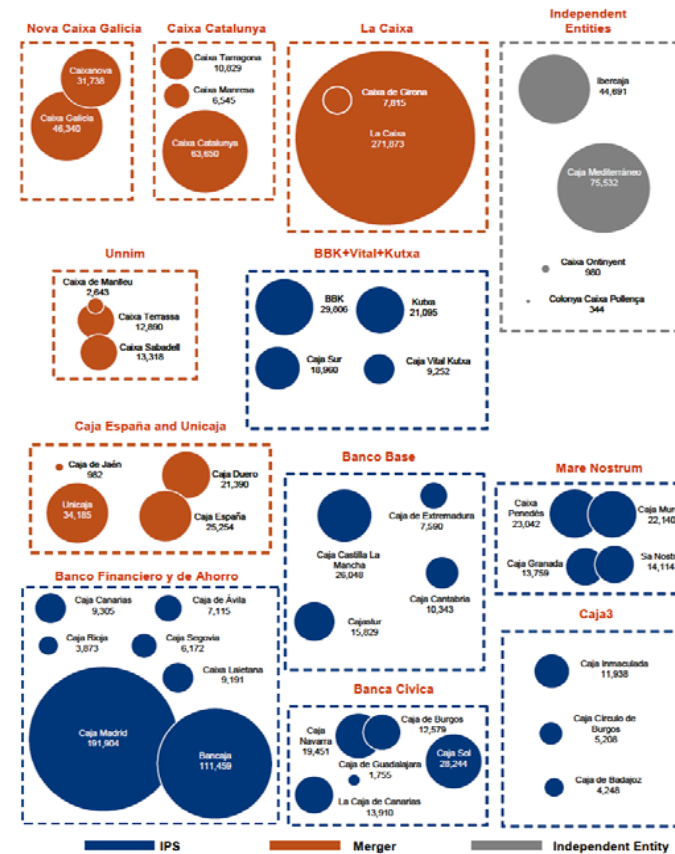 Nova Caixa Galicia
Caixanova
31,738
Caixa Galicia
46,340
Caixa Catalunya
Caixa Tarragona
10,829
Caixa Manresa
6,545
Caixa Catalunya
63,650
La Caixa
Caixa de Girona
7,815
La Caixa
271,873
Independent
Entities
Ibercaja
44,691
Caja Mediterráneo
75,532
Caixa Ontinyent
980
Colonya Caixa Pollença
344
Unnim
Caixa de Manlleu
2,643
Caixa Terrassa
12,890
Caixa Sabadell
13,318
BBK+Vital+Kutxa
BBK
29,806
Kutxa
21,095
Caja Sur
18,960
Caja Vital Kutxa
9,252
Caja España and Unicaja
Caja de Jaén
982
Caja Duero
21,390
Unicaja
34,185
Caja España
25,254
Banco Base
Caja de Extremadura
7,590
Caja Castilla La
Mancha
26,048
Caja Cantabria
10,343
Cajastur
15,829
Mare Nostrum
Caixa
Penedés
23,042
Caja Mur
22,140
Caja Granada
13,759
Sa Nostr
14,114
Banco Financiero y de Ahorro
Caja Canarias
9,305
Caja de Ávila
7,115
Caja Rioja
3,873
Caja Segovia
6,172
Caixa Laietana
9,191
Caja Madrid
191,904
Bancaja
111,459
Banca Cívica
Caja
Navarra
19,451
Caja de Burgos
12,579
Caja de Guadalajara
1,755
Caja Sol
28,244
La Caja de Canarias
13,910
Caja3
Caja Inmaculada
11,938
Caja Círculo de
Burgos
5,208
Caja de Badajoz
4,248
IPS
Merger
Independent Entity